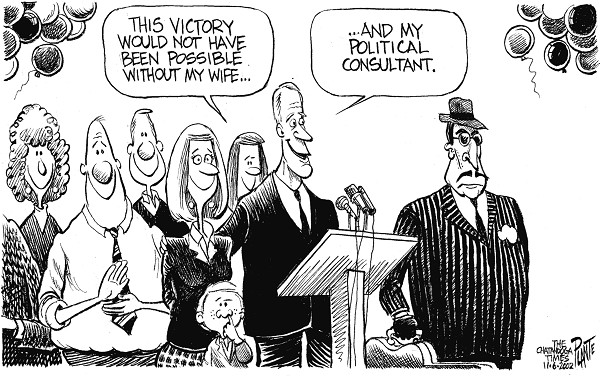 THIS VICTORY
WOULD NOT HAVE
BEEN POSSIBLE
WITHOUT MY WIFE...
...AND MY
POLITICAL
CONSULTANT.
THE
CHATTANOOGA
TIMES
11•6•2002
PLANTE